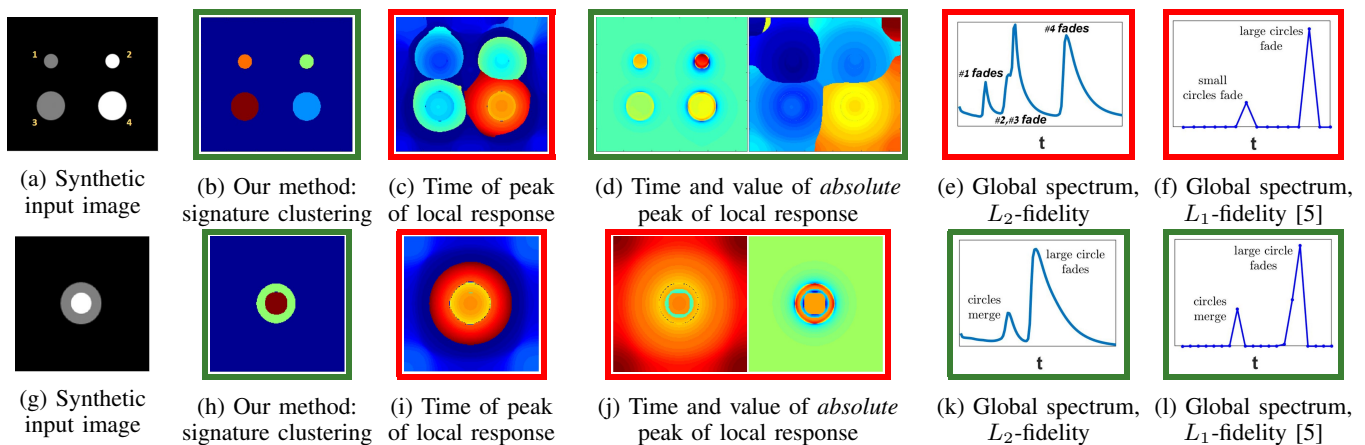 1 2
3 4
#1 fades
#2,#3 fade
#4 fades
t
small
circles fade
large circles
fade
t
(a) Synthetic
input image
(b) Our method:
signature clustering
(c) Time of peak
of local response
(d) Time and value of absolute
peak of local response
(e) Global spectrum,
L₂-fidelity
(f) Global spectrum,
L₁-fidelity [5]
circles
merge
large circle
fades
t
circles
merge
large circle
fades
t
(g) Synthetic
input image
(h) Our method:
signature clustering
(i) Time of peak
of local response
(j) Time and value of absolute
peak of local response
(k) Global spectrum,
L₂-fidelity
(l) Global spectrum,
L₁-fidelity [5]